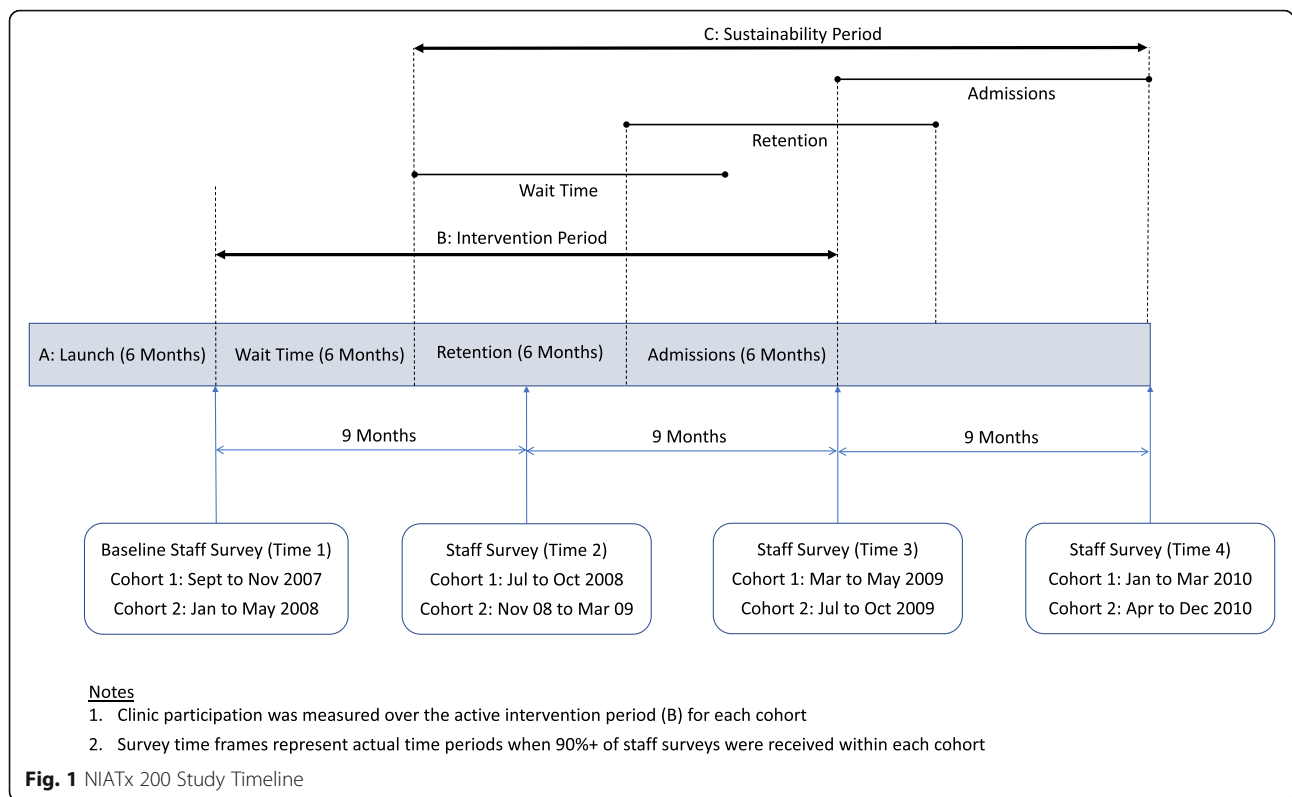 C: Sustainability Period
Admissions
Retention
Wait Time
B: Intervention Period
A: Launch (6 Months)
Wait Time (6 Months)
Retention (6 Months)
Admissions (6 Months)
9 Months
9 Months
9 Months
Baseline Staff Survey (Time 1)
Cohort 1: Sept to Nov 2007
Cohort 2: Jan to May 2008
Staff Survey (Time 2)
Cohort 1: Jul to Oct 2008
Cohort 2: Nov 08 to Mar 09
Staff Survey (Time 3)
Cohort 1: Mar to May 2009
Cohort 2: Jul to Oct 2009
Staff Survey (Time 4)
Cohort 1: Jan to Mar 2010
Cohort 2: Apr to Dec 2010
Notes
1. Clinic participation was measured over the active intervention period (B) for each cohort
2. Survey time frames represent actual time periods when 90%+ of staff surveys were received within each cohort
Fig. 1 NIATx 200 Study Timeline